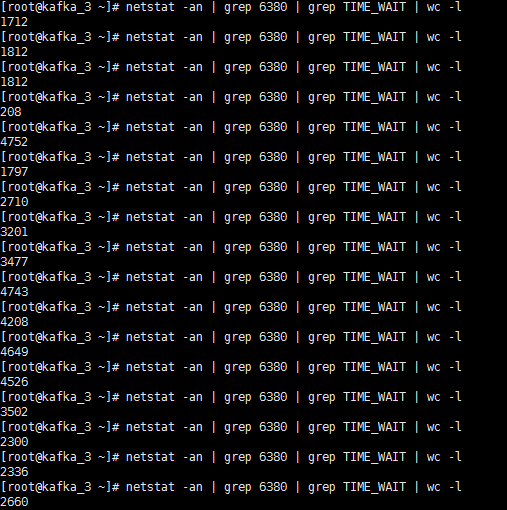 [root@kafka_3 ~]# netstat -an | grep 6380 | grep TIME_WAIT | wc -l
1712
[root@kafka_3 ~]# netstat -an | grep 6380 | grep TIME_WAIT | wc -l
1812
[root@kafka_3 ~]# netstat -an | grep 6380 | grep TIME_WAIT | wc -l
1812
[root@kafka_3 ~]# netstat -an | grep 6380 | grep TIME_WAIT | wc -l
208
[root@kafka_3 ~]# netstat -an | grep 6380 | grep TIME_WAIT | wc -l
4752
[root@kafka_3 ~]# netstat -an | grep 6380 | grep TIME_WAIT | wc -l
1797
[root@kafka_3 ~]# netstat -an | grep 6380 | grep TIME_WAIT | wc -l
2710
[root@kafka_3 ~]# netstat -an | grep 6380 | grep TIME_WAIT | wc -l
3201
[root@kafka_3 ~]# netstat -an | grep 6380 | grep TIME_WAIT | wc -l
3477
[root@kafka_3 ~]# netstat -an | grep 6380 | grep TIME_WAIT | wc -l
4743
[root@kafka_3 ~]# netstat -an | grep 6380 | grep TIME_WAIT | wc -l
4208
[root@kafka_3 ~]# netstat -an | grep 6380 | grep TIME_WAIT | wc -l
4649
[root@kafka_3 ~]# netstat -an | grep 6380 | grep TIME_WAIT | wc -l
4526
[root@kafka_3 ~]# netstat -an | grep 6380 | grep TIME_WAIT | wc -l
3502
[root@kafka_3 ~]# netstat -an | grep 6380 | grep TIME_WAIT | wc -l
2300
[root@kafka_3 ~]# netstat -an | grep 6380 | grep TIME_WAIT | wc -l
2336
[root@kafka_3 ~]# netstat -an | grep 6380 | grep TIME_WAIT | wc -l
2660